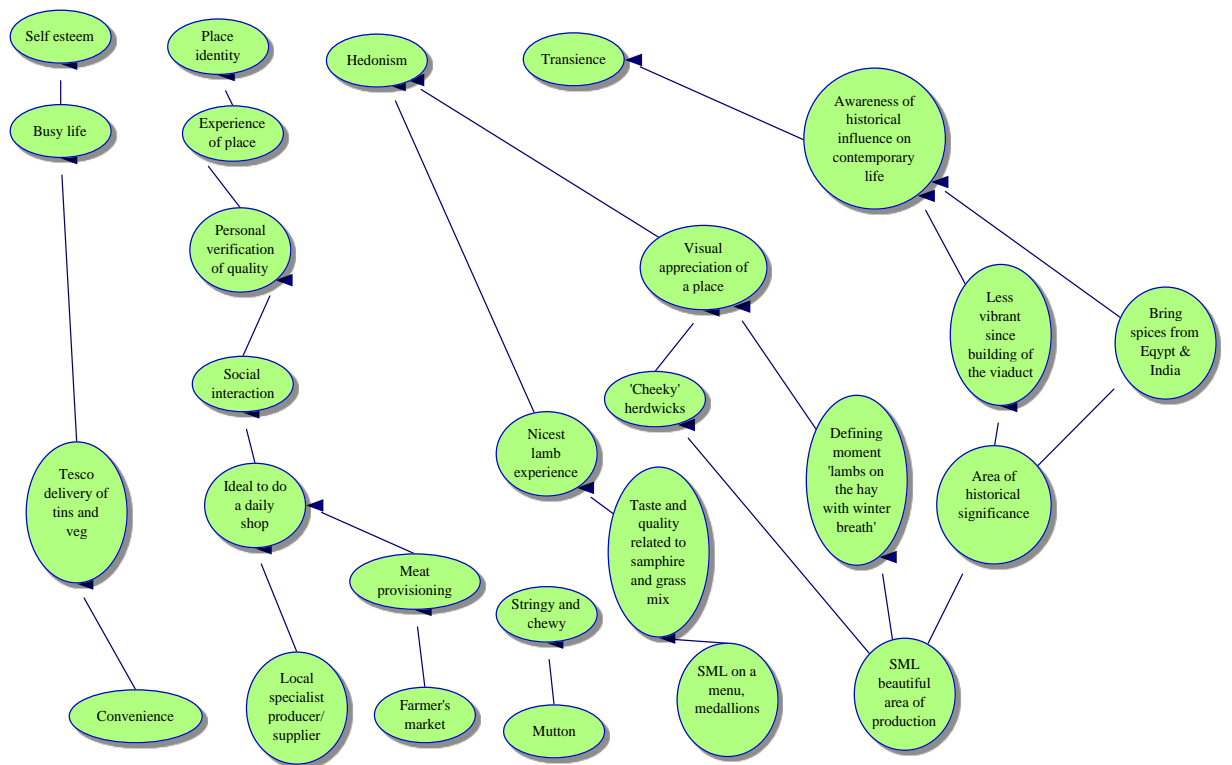 Self esteem
Place
identity
Hedonism
Transience
Awareness of
historical
influence on
contemporary
life
Busy life
Experience
of place
Personal
verification
of quality
Visual
appreciation of
a place
Less
vibrant
since
building of
the viaduct
Bring
spices from
Eqypt &
India
Social
interaction
'Cheeky'
herdwicks
Nicest
lamb
experience
Defining
moment
'lambs on
the hay
with winter
breath'
Tesco
delivery of
tins and
veg
Ideal to do
a daily
shop
Taste and
quality
related to
samphire
and grass
mix
Area of
historical
significance
Meat
provisioning
Stringy and
chewy
Convenience
Local
specialist
producer/
supplier
Farmer's
market
Mutton
SML on a
menu,
medallions
SML
beautiful
area of
production